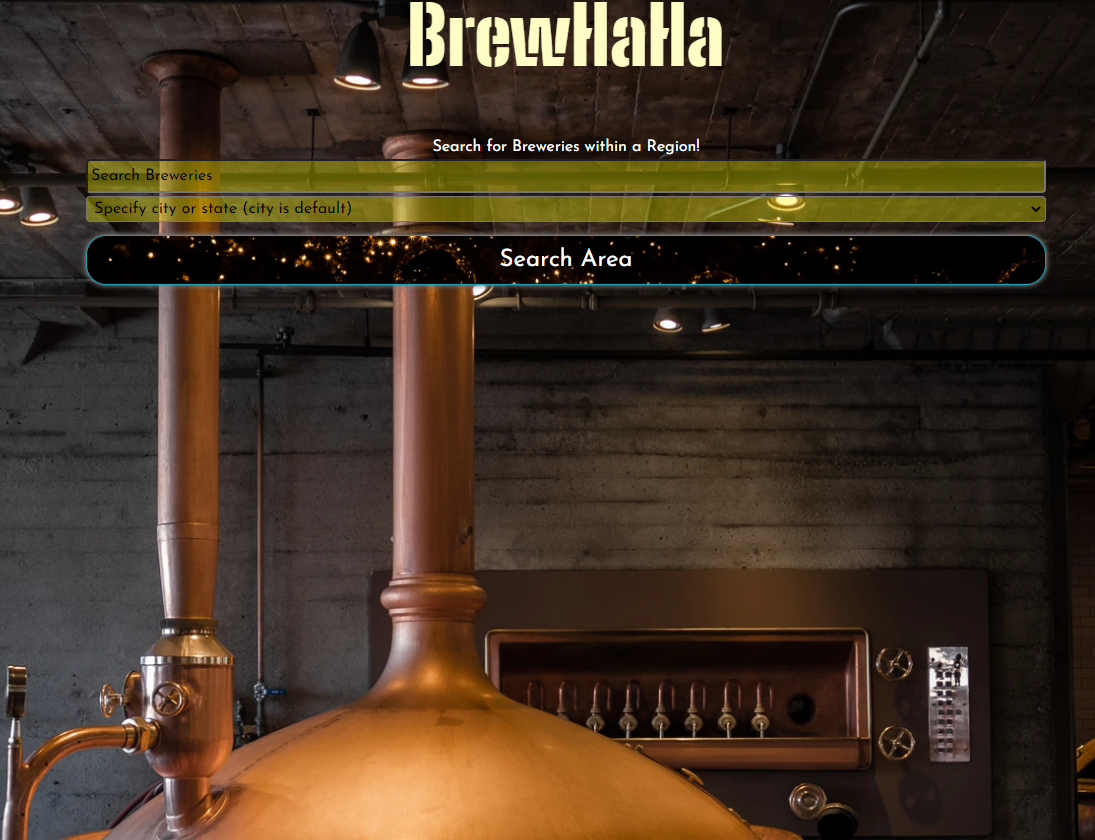 BrewHaHa
Search for Breweries within a Region!
Search Breweries
Specify city or state (city is default)
Search Area